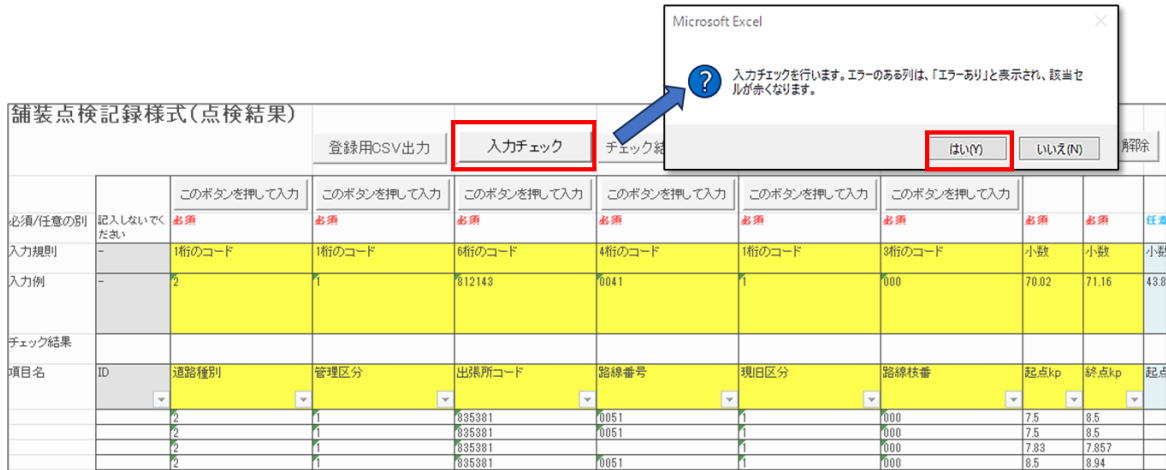 Microsoft Excel
入力チェックを行います。エラーのある列は、「エラーあり」と表示され、該当セ
ルが赤くなります。
はい(Y) いいえ(N)
舗装点検記録様式(点検結果)
登録用CSV出力 入力チェック チェック結 解除
このボタンを押して入力 このボタンを押して入力 このボタンを押して入力 このボタンを押して入力 このボタンを押して入力 このボタンを押して入力
必須/任意の別 記入しないでく 必須 必須 必須 必須 必須 必須 必須 必須 任意
ださい
入力規則 - 1桁のコード 1桁のコード 6桁のコード 4桁のコード 1桁のコード 3桁のコード 小数 小数 小数
入力例 - 2 1 812143 0041 1 000 70.02 71.16 43.8
チェック結果
項目名 ID 道路種別 管理区分 出張所コード 路線番号 現旧区分 路線枝番 起点kp 終点kp 起点
2 1 835381 0051 1 000 7.5 8.5
2 1 835381 0051 1 000 7.5 8.5
2 1 835381 1 000 7.83 7.857
2 1 835381 0051 1 000 8.5 8.94